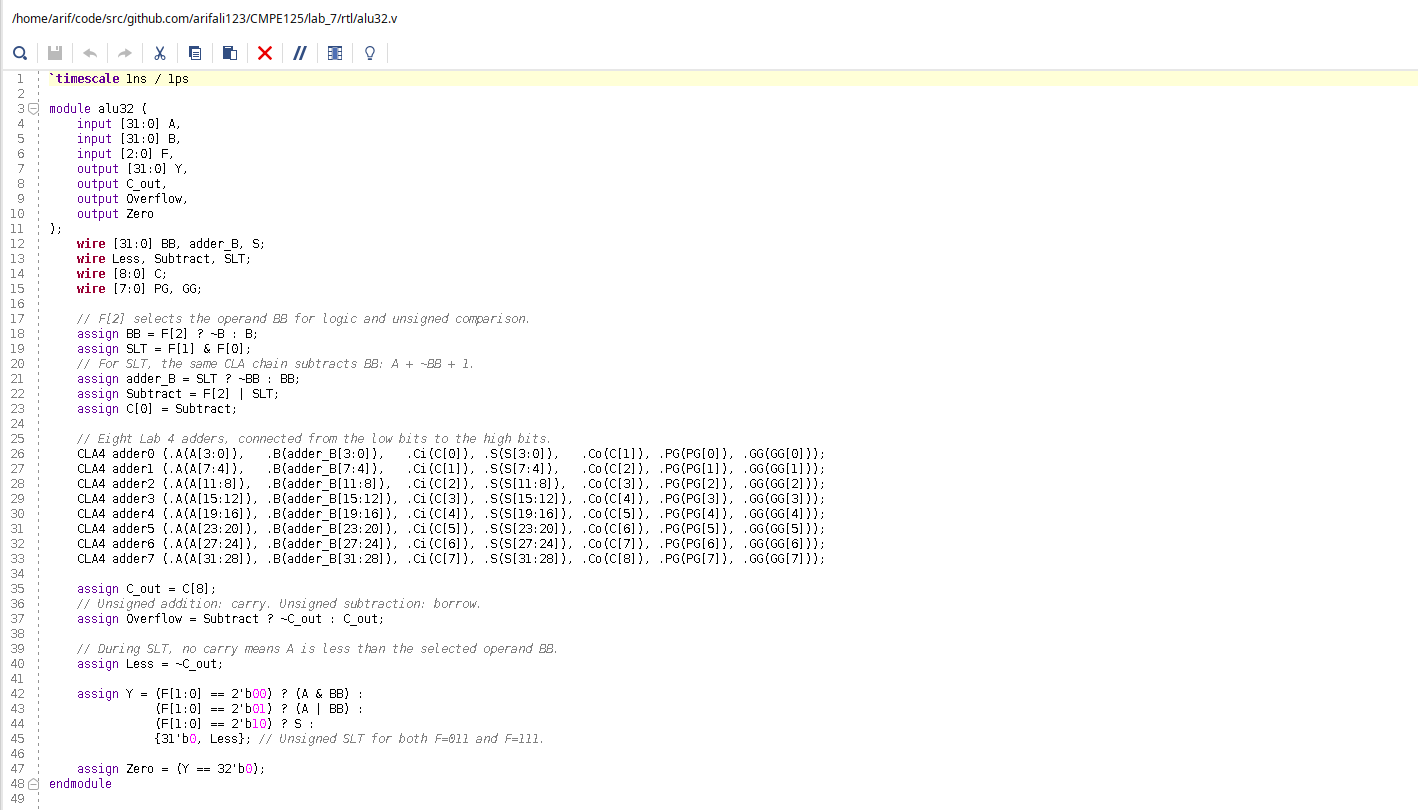 /home/arif/code/src/github.com/arifali123/CMPE125/lab_7/rtl/alu32.v
1 `timescale 1ns / 1ps
2
3 module alu32 (
4     input [31:0] A,
5     input [31:0] B,
6     input [2:0] F,
7     output [31:0] Y,
8     output C_out,
9     output Overflow,
10     output Zero
11 );
12     wire [31:0] BB, adder_B, S;
13     wire Less, Subtract, SLT;
14     wire [8:0] C;
15     wire [7:0] PG, GG;
16
17     // F[2] selects the operand BB for logic and unsigned comparison.
18     assign BB = F[2] ? ~B : B;
19     assign SLT = F[1] & F[0];
20     // For SLT, the same CLA chain subtracts BB: A + ~BB + 1.
21     assign adder_B = SLT ? ~BB : BB;
22     assign Subtract = F[2] | SLT;
23     assign C[0] = Subtract;
24
25     // Eight Lab 4 adders, connected from the low bits to the high bits.
26     CLA4 adder0 (.A(A[3:0]),   .B(adder_B[3:0]),   .Ci(C[0]), .S(S[3:0]),   .Co(C[1]), .PG(PG[0]), .GG(GG[0]));
27     CLA4 adder1 (.A(A[7:4]),   .B(adder_B[7:4]),   .Ci(C[1]), .S(S[7:4]),   .Co(C[2]), .PG(PG[1]), .GG(GG[1]));
28     CLA4 adder2 (.A(A[11:8]),  .B(adder_B[11:8]),  .Ci(C[2]), .S(S[11:8]),  .Co(C[3]), .PG(PG[2]), .GG(GG[2]));
29     CLA4 adder3 (.A(A[15:12]), .B(adder_B[15:12]), .Ci(C[3]), .S(S[15:12]), .Co(C[4]), .PG(PG[3]), .GG(GG[3]));
30     CLA4 adder4 (.A(A[19:16]), .B(adder_B[19:16]), .Ci(C[4]), .S(S[19:16]), .Co(C[5]), .PG(PG[4]), .GG(GG[4]));
31     CLA4 adder5 (.A(A[23:20]), .B(adder_B[23:20]), .Ci(C[5]), .S(S[23:20]), .Co(C[6]), .PG(PG[5]), .GG(GG[5]));
32     CLA4 adder6 (.A(A[27:24]), .B(adder_B[27:24]), .Ci(C[6]), .S(S[27:24]), .Co(C[7]), .PG(PG[6]), .GG(GG[6]));
33     CLA4 adder7 (.A(A[31:28]), .B(adder_B[31:28]), .Ci(C[7]), .S(S[31:28]), .Co(C[8]), .PG(PG[7]), .GG(GG[7]));
34
35     assign C_out = C[8];
36     // Unsigned addition: carry. Unsigned subtraction: borrow.
37     assign Overflow = Subtract ? ~C_out : C_out;
38
39     // During SLT, no carry means A is less than the selected operand BB.
40     assign Less = ~C_out;
41
42     assign Y = (F[1:0] == 2'b00) ? (A & BB) :
43                (F[1:0] == 2'b01) ? (A | BB) :
44                (F[1:0] == 2'b10) ? S :
45                {31'b0, Less}; // Unsigned SLT for both F=011 and F=111.
46
47     assign Zero = (Y == 32'b0);
48 endmodule
49